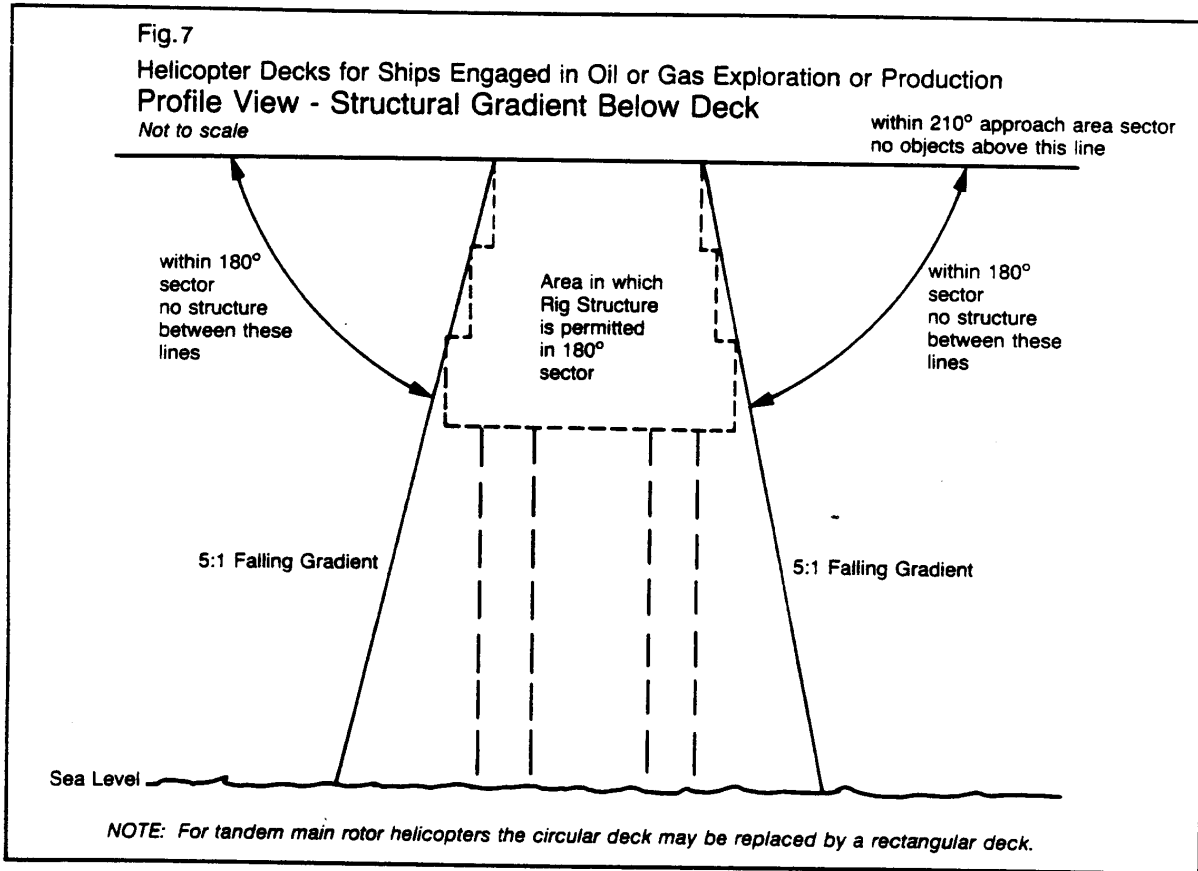 Fig.7
Helicopter Decks for Ships Engaged in Oil or Gas Exploration or Production
Profile View - Structural Gradient Below Deck
Not to scale
within 210° approach area sector
no objects above this line
within 180°
sector
no structure
between these
lines
Area in which
Rig Structure
is permitted
in 180°
sector
within 180°
sector
no structure
between these
lines
5:1 Falling Gradient
5:1 Falling Gradient
Sea Level
NOTE: For tandem main rotor helicopters the circular deck may be replaced by a rectangular deck.